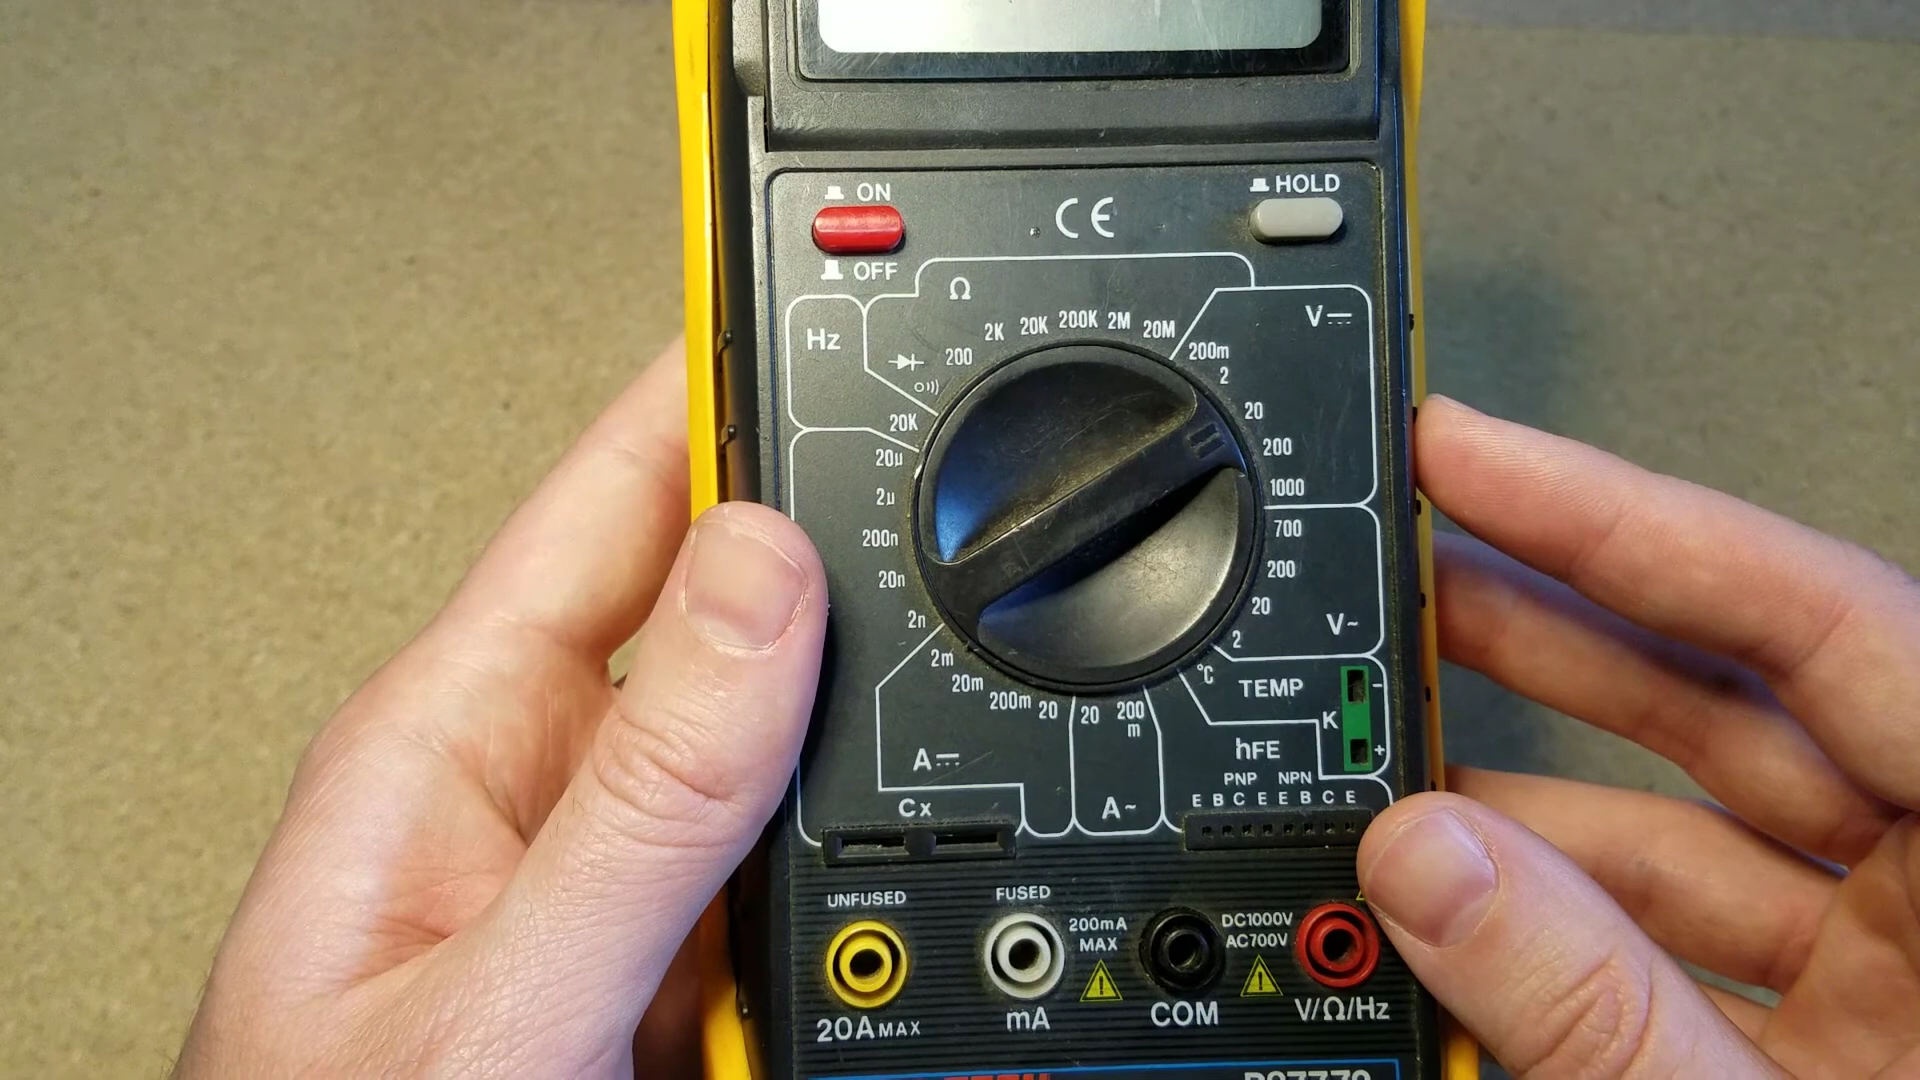 ON
HOLD
CE
OFF
Ω
Hz
V
200
2K
20K
200K
2M
20M
200m
2
20
200
1000
20K
20µ
2µ
200n
20n
2n
700
200
20
2
V~
2m
20m
200m
20
20
200
m
°C
TEMP
-
K
+
A
A~
hFE
PNP NPN
E B C E E B C E
Cx
UNFUSED
FUSED
200mA
MAX
DC1000V
AC700V
20A MAX
mA
COM
V/Ω/Hz